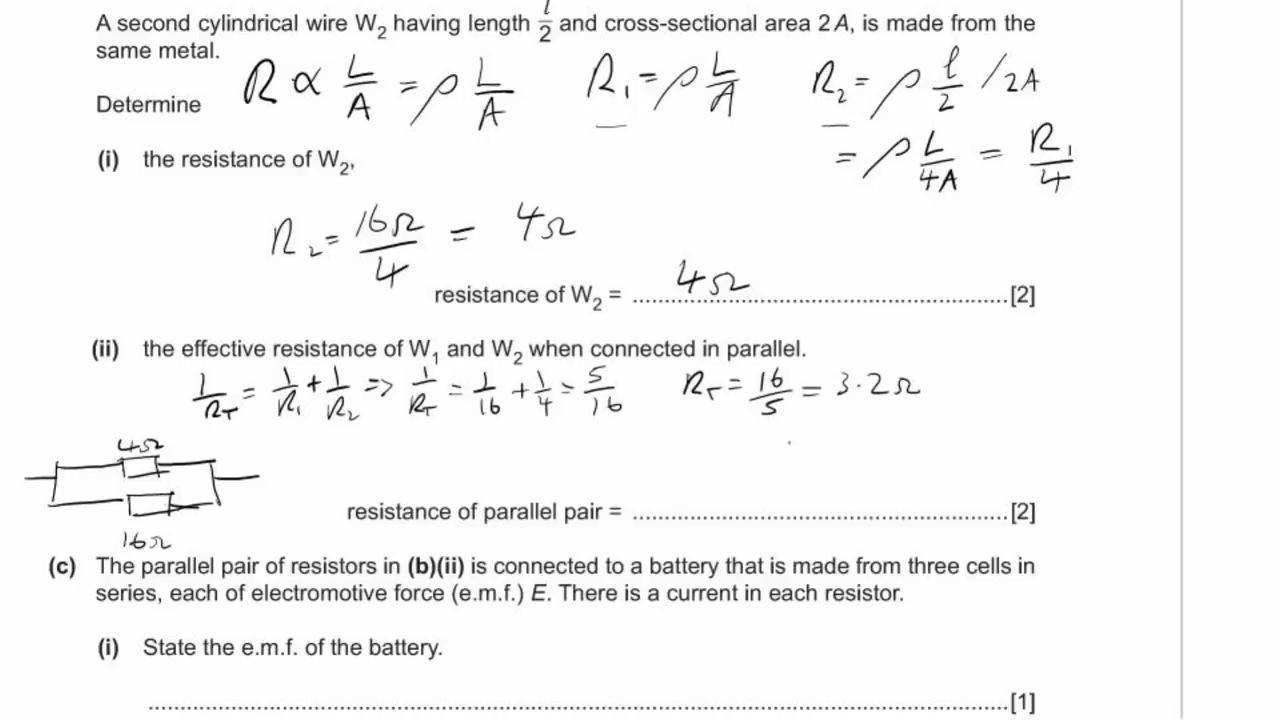 A second cylindrical wire W₂ having length l/2 and cross-sectional area 2A, is made from the
same metal.
R ∝ L/A = ρ L/A R₁ = ρ L/A R₂ = ρ l/2 / 2A
Determine
= ρ L/4A = R₁/4
(i) the resistance of W₂,
R₂ = 16Ω/4 = 4Ω
resistance of W₂ = 4Ω [2]
(ii) the effective resistance of W₁ and W₂ when connected in parallel.
1/R_T = 1/R₁ + 1/R₂ => 1/R_T = 1/16 + 1/4 = 5/16 R_T = 16/5 = 3.2Ω
4Ω
resistance of parallel pair = ............ [2]
16Ω
(c) The parallel pair of resistors in (b)(ii) is connected to a battery that is made from three cells in
series, each of electromotive force (e.m.f.) E. There is a current in each resistor.
(i) State the e.m.f. of the battery.
............ [1]